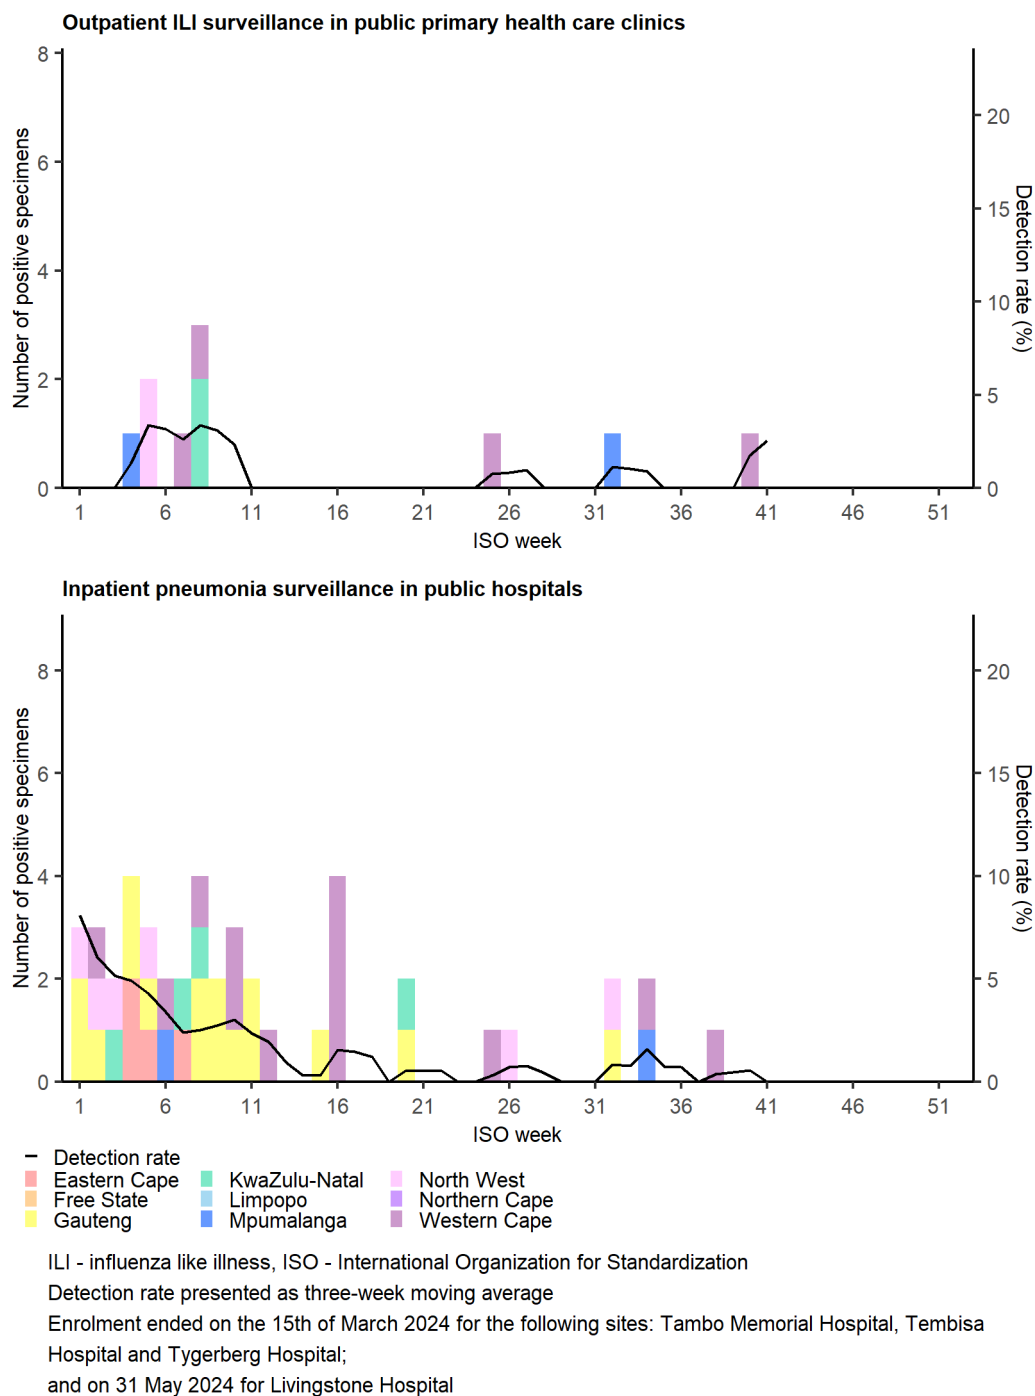 Outpatient ILI surveillance in public primary health care clinics
8
6
4
2
0
Number of positive specimens
20
15
10
5
0
Detection rate (%)
1 6 11 16 21 26 31 36 41 46 51
ISO week
Inpatient pneumonia surveillance in public hospitals
8
6
4
2
0
Number of positive specimens
20
15
10
5
0
Detection rate (%)
1 6 11 16 21 26 31 36 41 46 51
ISO week
Detection rate
Eastern Cape KwaZulu-Natal North West
Free State Limpopo Northern Cape
Gauteng Mpumalanga Western Cape
ILI - influenza like illness, ISO - International Organization for Standardization
Detection rate presented as three-week moving average
Enrolment ended on the 15th of March 2024 for the following sites: Tambo Memorial Hospital, Tembisa
Hospital and Tygerberg Hospital;
and on 31 May 2024 for Livingstone Hospital